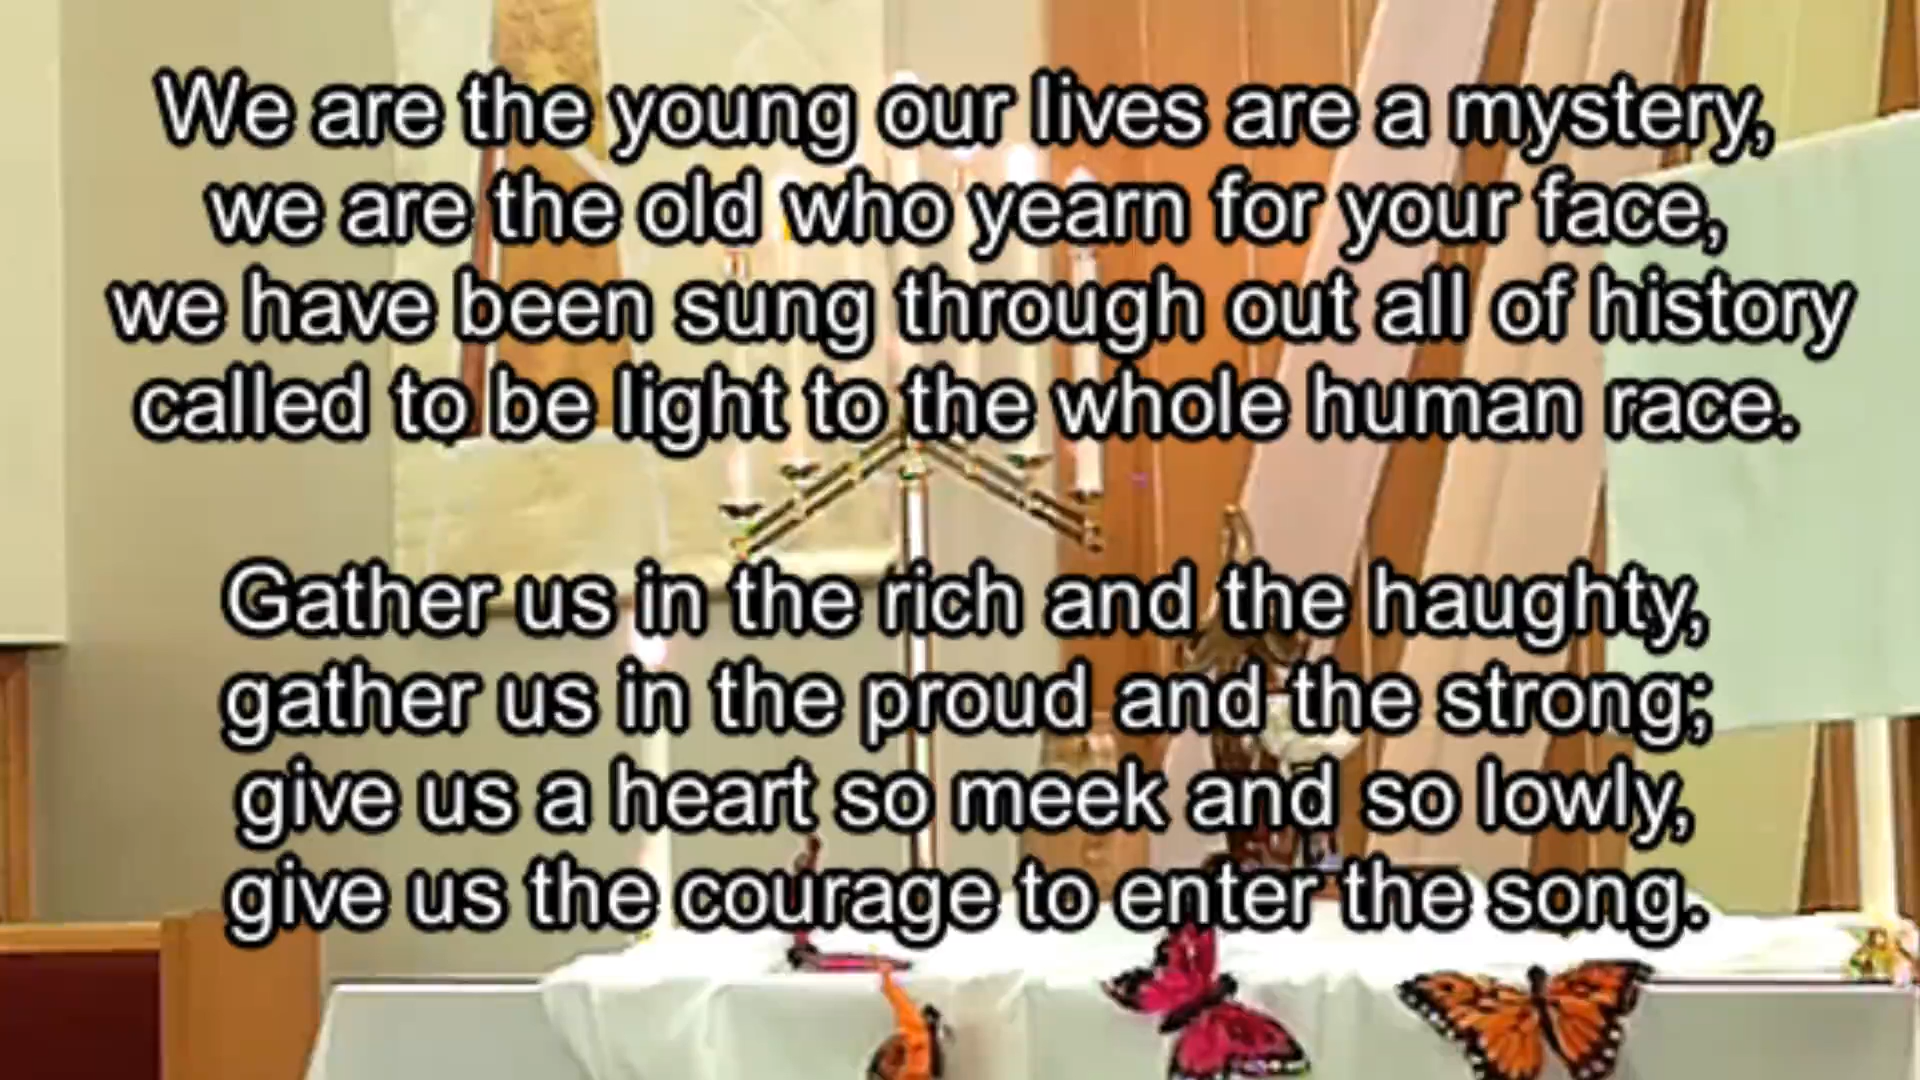 We are the young our lives are a mystery,
we are the old who yearn for your face,
we have been sung through out all of history
called to be light to the whole human race.
Gather us in the rich and the haughty,
gather us in the proud and the strong;
give us a heart so meek and so lowly,
give us the courage to enter the song.